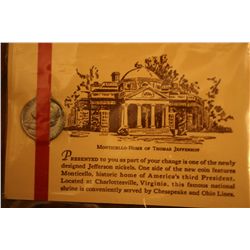 Monticello-Home of Thomas Jefferson
Presented to you as part of your change is one of the newly
designed Jefferson nickels. One side of the new coin features
Monticello, historic home of America's third President.
Located at Charlottesville, Virginia, this famous national
shrine is conveniently served by Chesapeake and Ohio Lines.